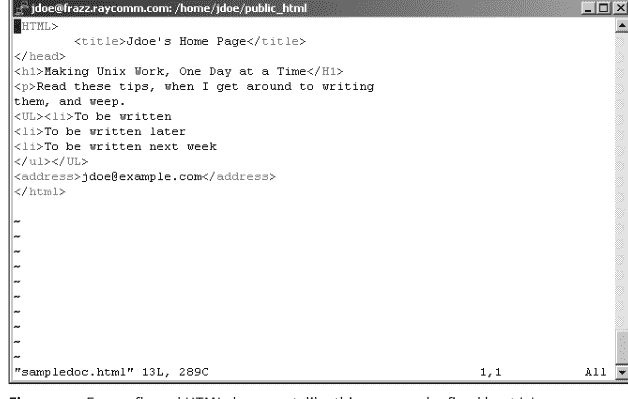 jdoe@frazz.raycomm.com: /home/jdoe/public_html
<HTML>
<title>Jdoe's Home Page</title>
</head>
<h1>Making Unix Work, One Day at a Time</H1>
<p>Read these tips, when I get around to writing
them, and weep.
<UL><li>To be written
<li>To be written later
<li>To be written next week
</ul></UL>
<address>jdoe@example.com</address>
</html>
~
~
~
~
~
~
~
~
~
~
"sampledoc.html" 13L, 289C 1,1 All